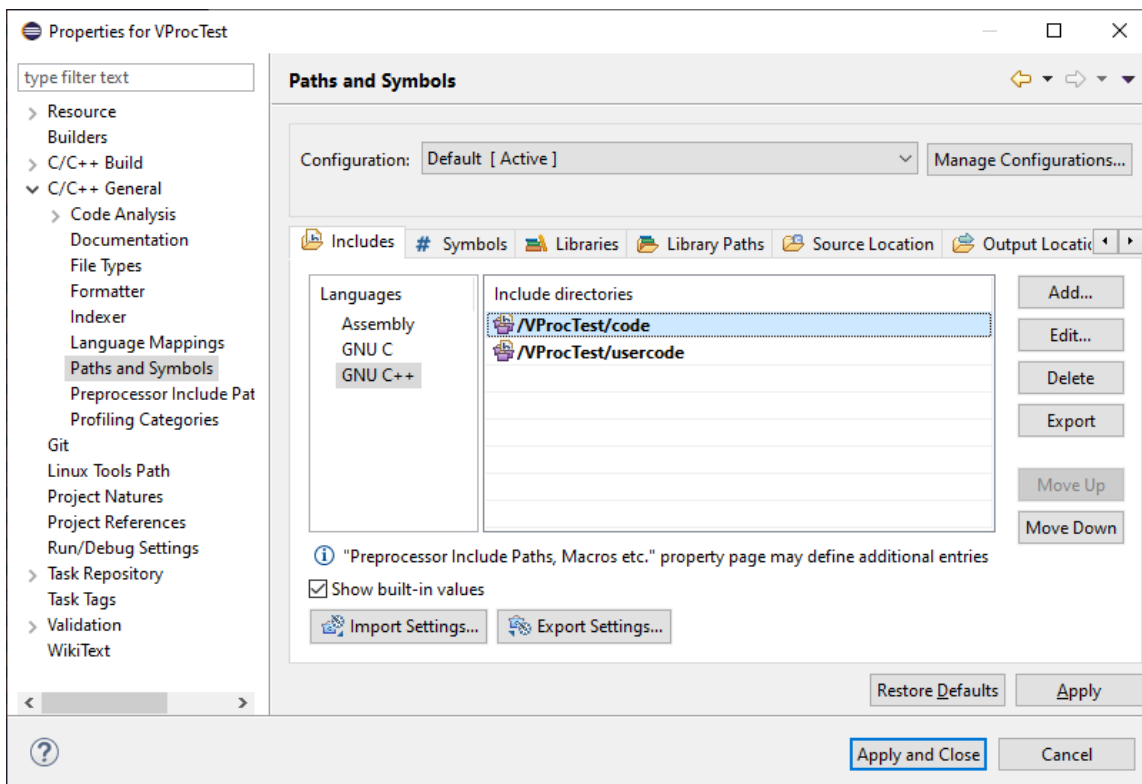 Properties for VProcTest
type filter text
Resource
Builders
C/C++ Build
C/C++ General
Code Analysis
Documentation
File Types
Formatter
Indexer
Language Mappings
Paths and Symbols
Preprocessor Include Pat
Profiling Categories
Git
Linux Tools Path
Project Natures
Project References
Run/Debug Settings
Task Repository
Task Tags
Validation
WikiText
Paths and Symbols
Configuration: Default [ Active ] Manage Configurations...
Includes # Symbols Libraries Library Paths Source Location Output Locatic
Languages
Assembly
GNU C
GNU C++
Include directories
/VProcTest/code
/VProcTest/usercode
Add...
Edit...
Delete
Export
Move Up
Move Down
"Preprocessor Include Paths, Macros etc." property page may define additional entries
Show built-in values
Import Settings... Export Settings...
Restore Defaults Apply
Apply and Close Cancel